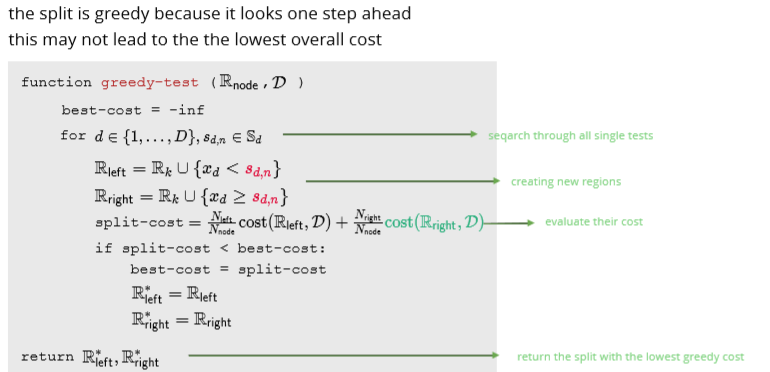 the split is greedy because it looks one step ahead
this may not lead to the the lowest overall cost
function greedy-test (ℝnode , 𝒟 )
best-cost = -inf
for d ∈ {1, . . . , D}, sd,n ∈ 𝕊d
seqarch through all single tests
ℝleft = ℝk ∪ {xd < sd,n}
creating new regions
ℝright = ℝk ∪ {xd ≥ sd,n}
split-cost = Nleft/Nnode cost(ℝleft, 𝒟) + Nright/Nnode cost(ℝright, 𝒟)
evaluate their cost
if split-cost < best-cost:
best-cost = split-cost
ℝ*left = ℝleft
ℝ*right = ℝright
return ℝ*left, ℝ*right
return the split with the lowest greedy cost